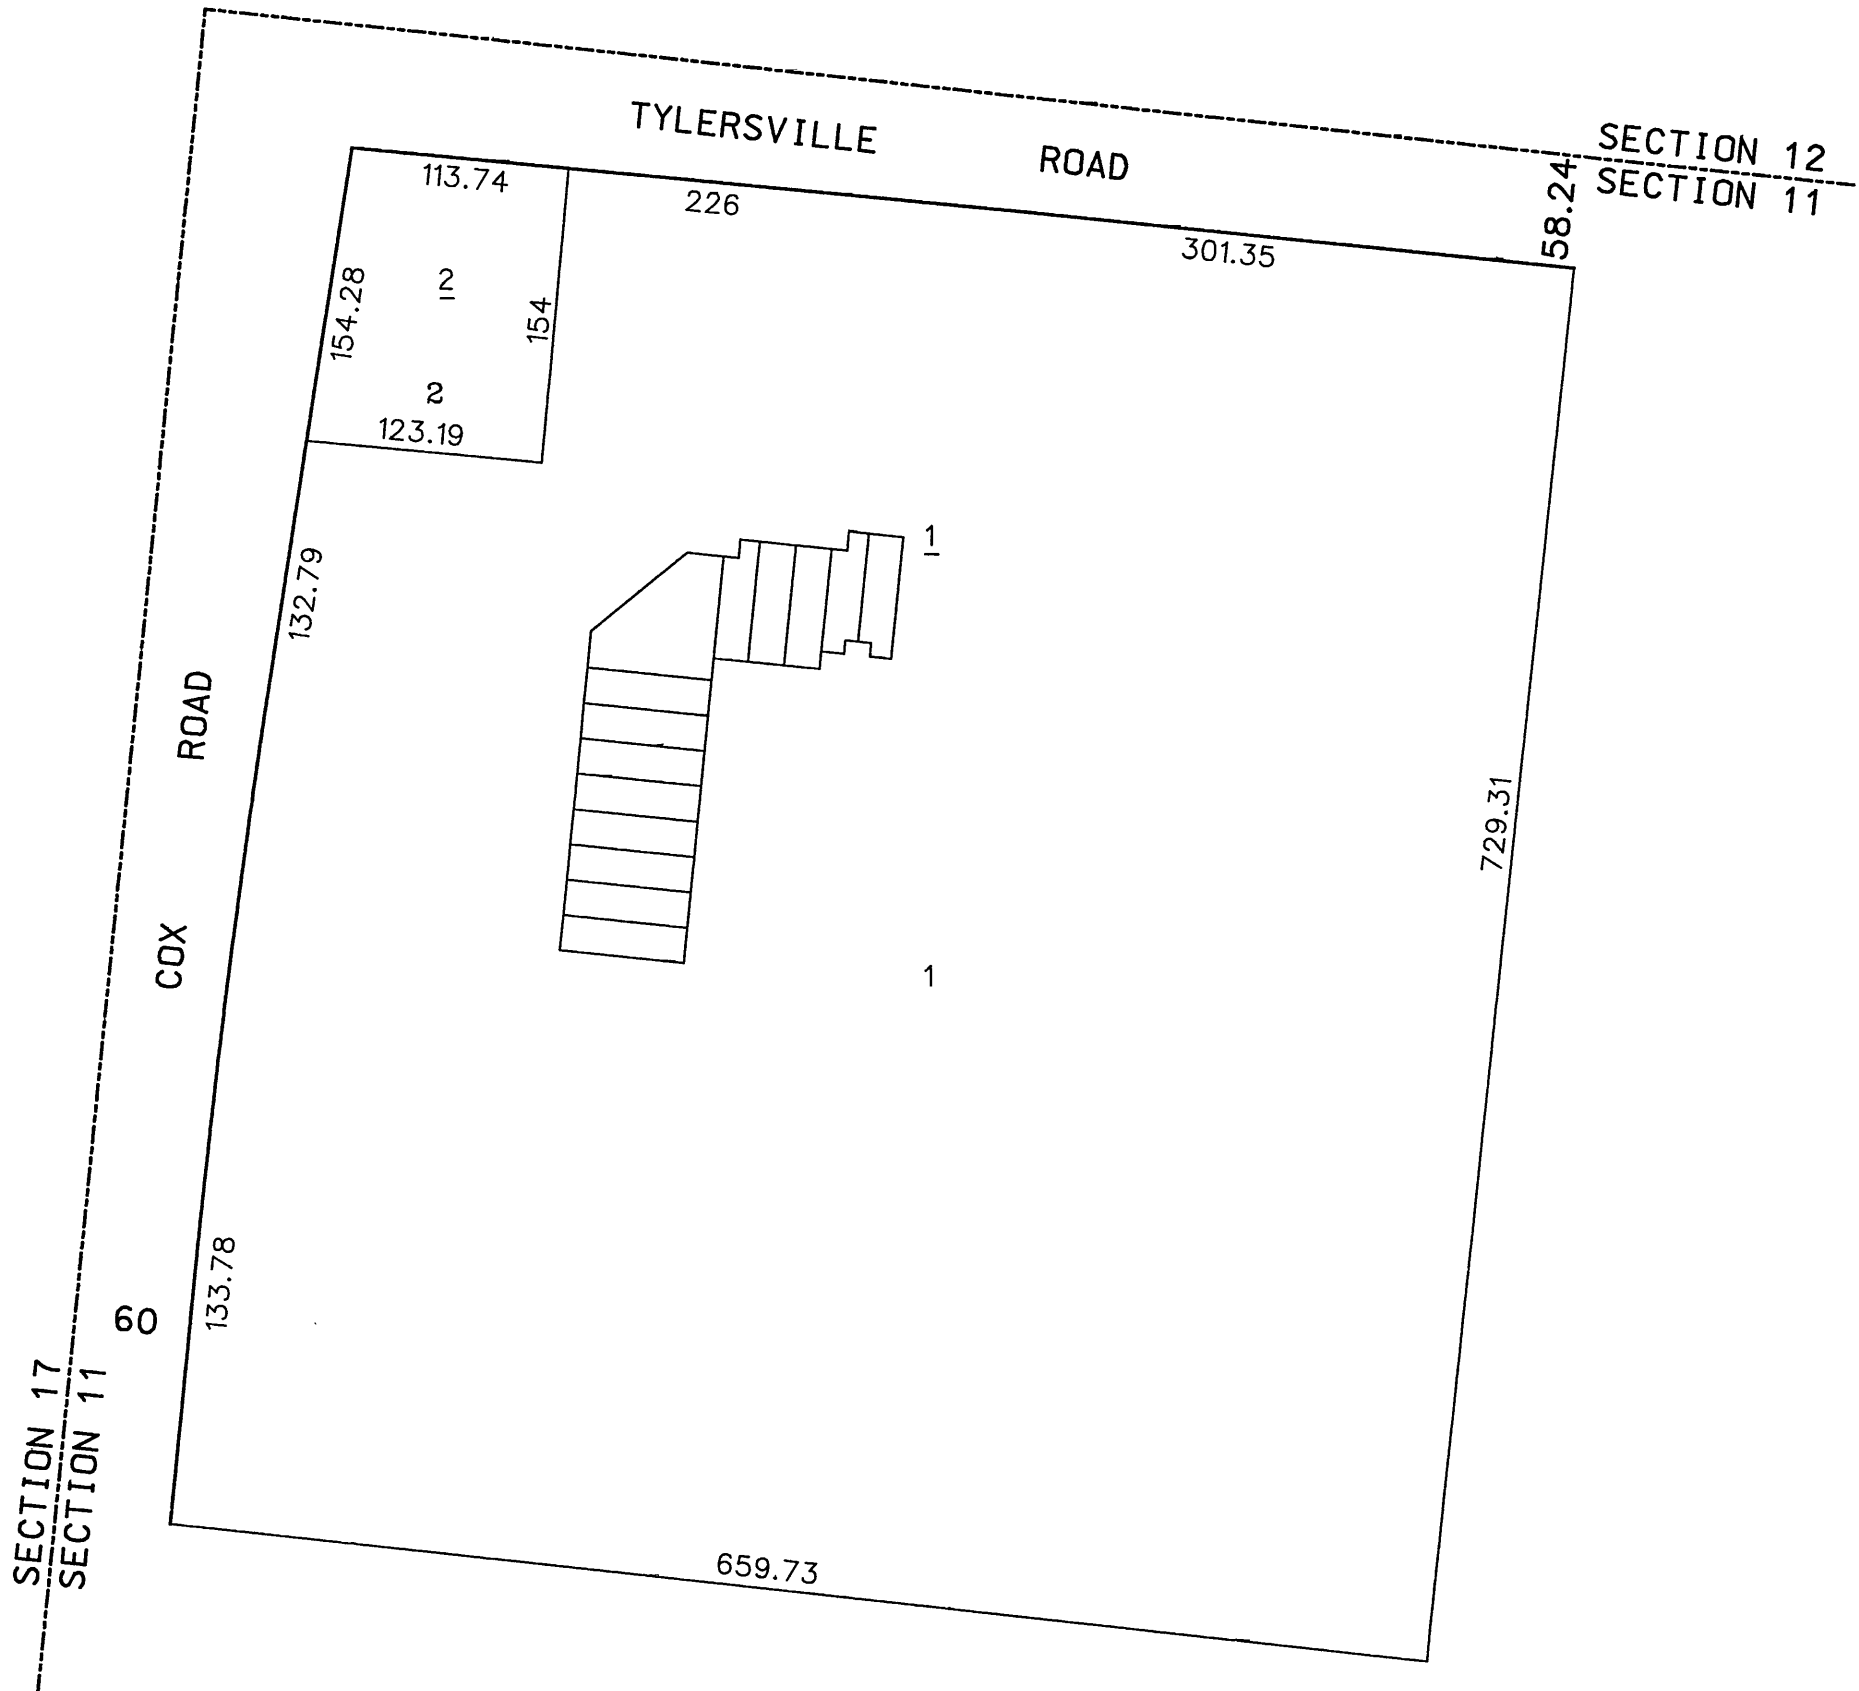 TYLERSVILLE ROAD
SECTION 12
SECTION 11
58.24
113.74
226
301.35
154.28
2
154
2
123.19
132.79
1
COX ROAD
729.31
1
133.78
60
SECTION 17
SECTION 11
659.73